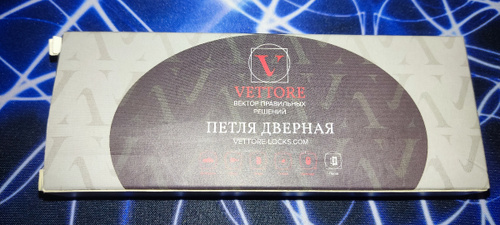 V
VETTORE
ВЕКТОР ПРАВИЛЬНЫХ
РЕШЕНИЙ
ПЕТЛЯ ДВЕРНАЯ
VETTORE-LOCKS.COM